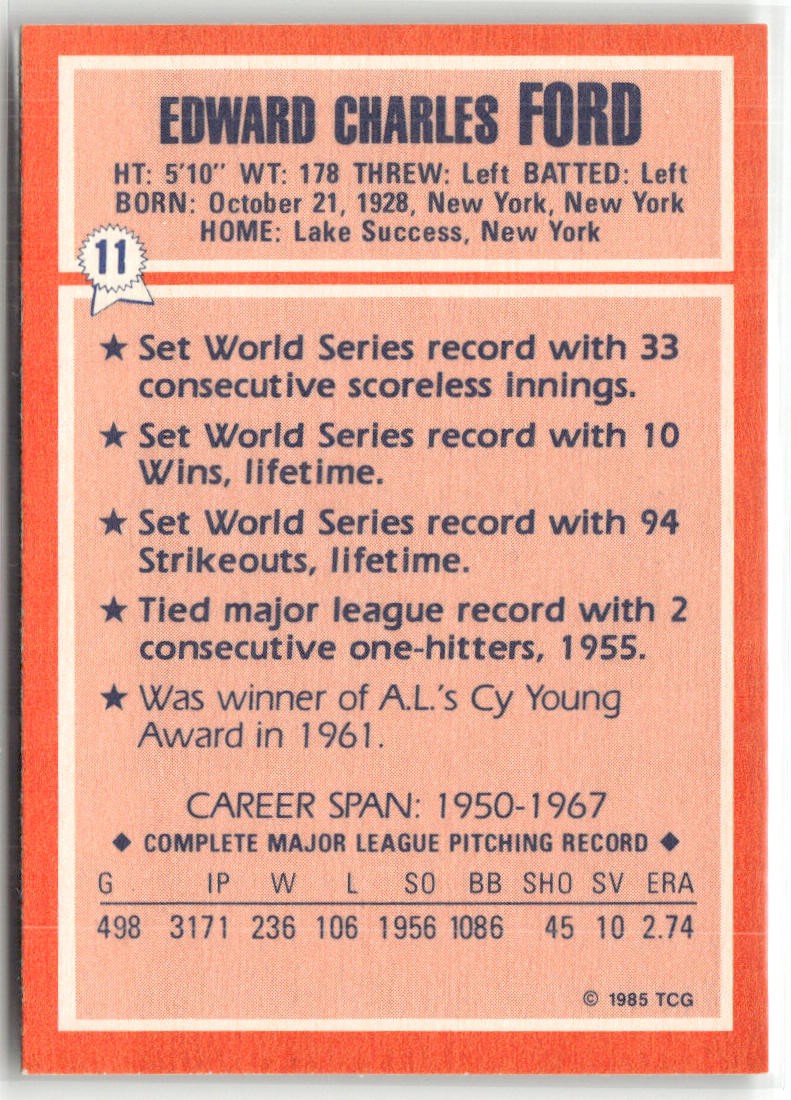 EDWARD CHARLES FORD
HT: 5'10" WT: 178 THREW: Left BATTED: Left
BORN: October 21, 1928, New York, New York
HOME: Lake Success, New York
11
★ Set World Series record with 33
consecutive scoreless innings.
★ Set World Series record with 10
Wins, lifetime.
★ Set World Series record with 94
Strikeouts, lifetime.
★ Tied major league record with 2
consecutive one-hitters, 1955.
★ Was winner of A.L.'s Cy Young
Award in 1961.
CAREER SPAN: 1950-1967
◆ COMPLETE MAJOR LEAGUE PITCHING RECORD ◆
G IP W L SO BB SHO SV ERA
498 3171 236 106 1956 1086 45 10 2.74
© 1985 TCG